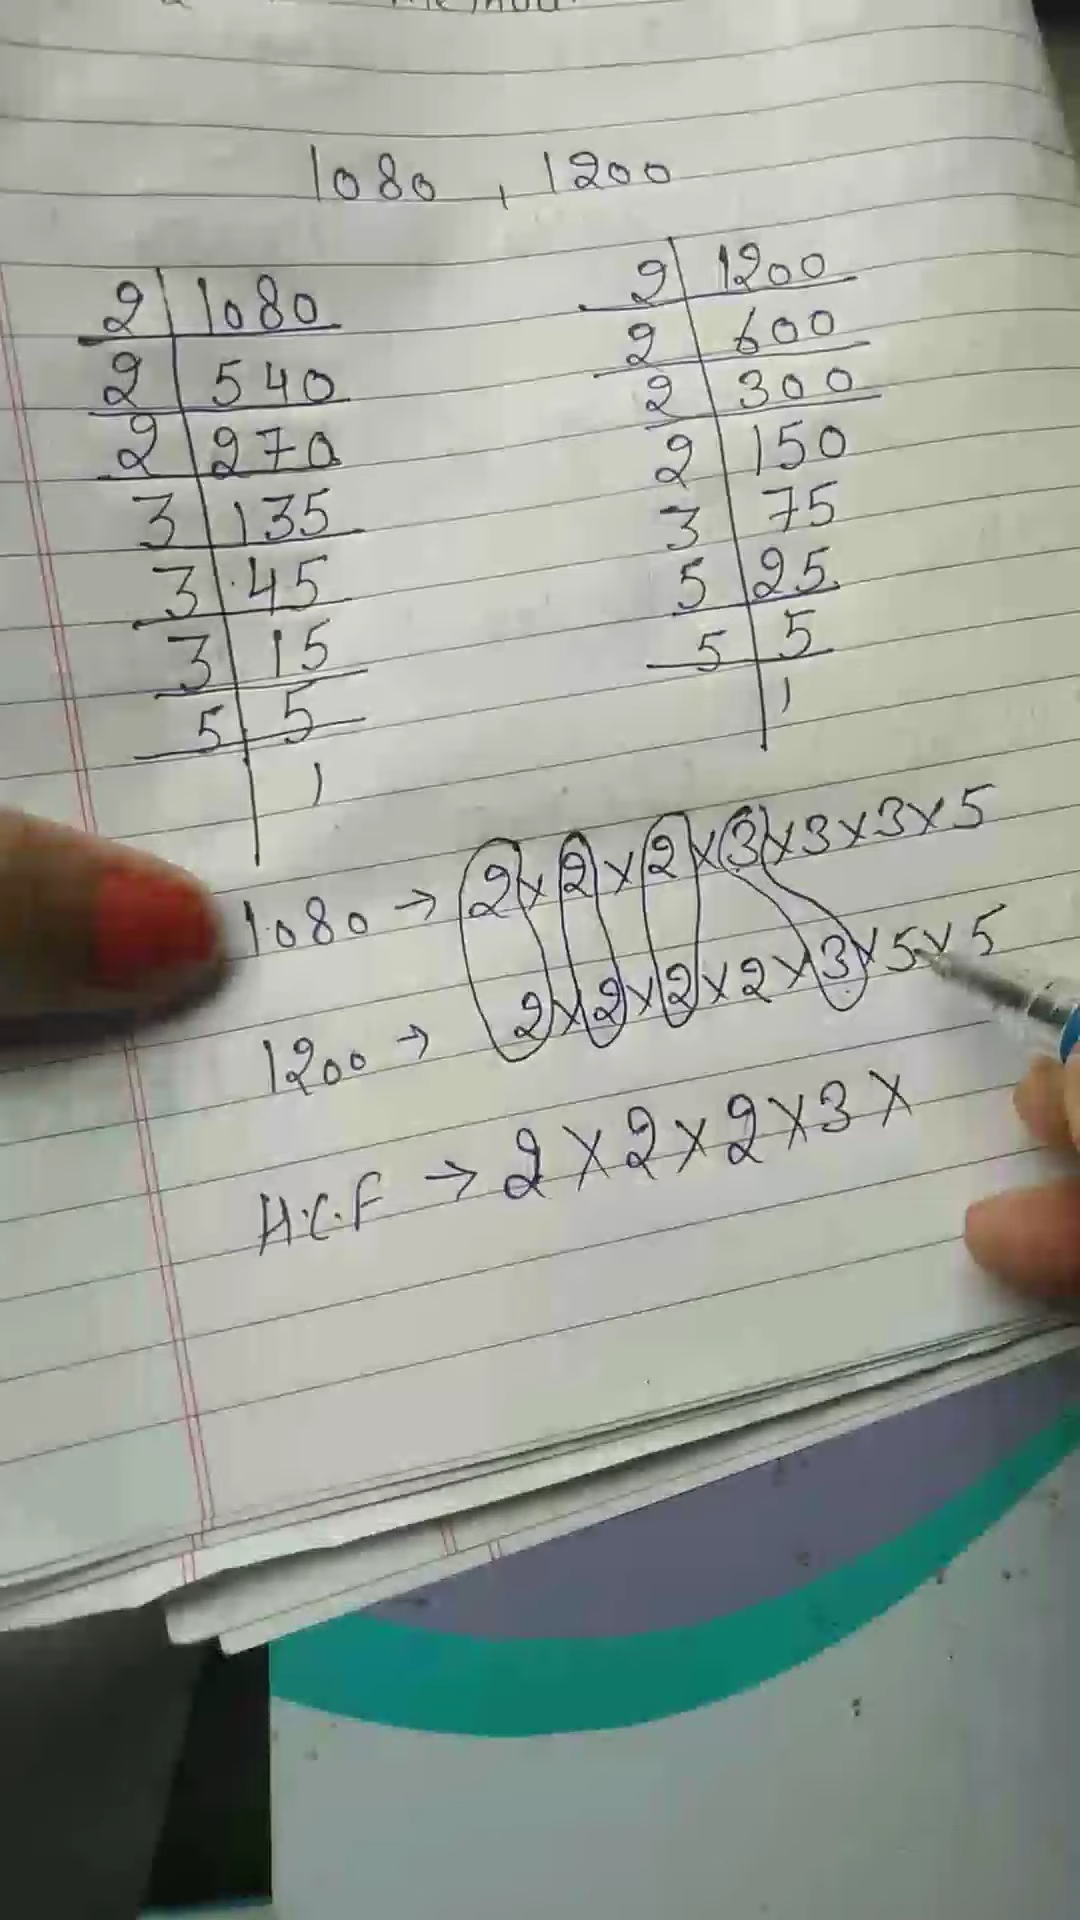 1080 , 1200
2 | 1080
2 | 540
2 | 270
3 | 135
3 | 45
3 | 15
5 | 5
1
2 | 1200
2 | 600
2 | 300
2 | 150
3 | 75
5 | 25
5 | 5
1
1080 → 2×2×2×3×3×3×5
1200 → 2×2×2×2×3×5×5
H.C.F → 2×2×2×3×